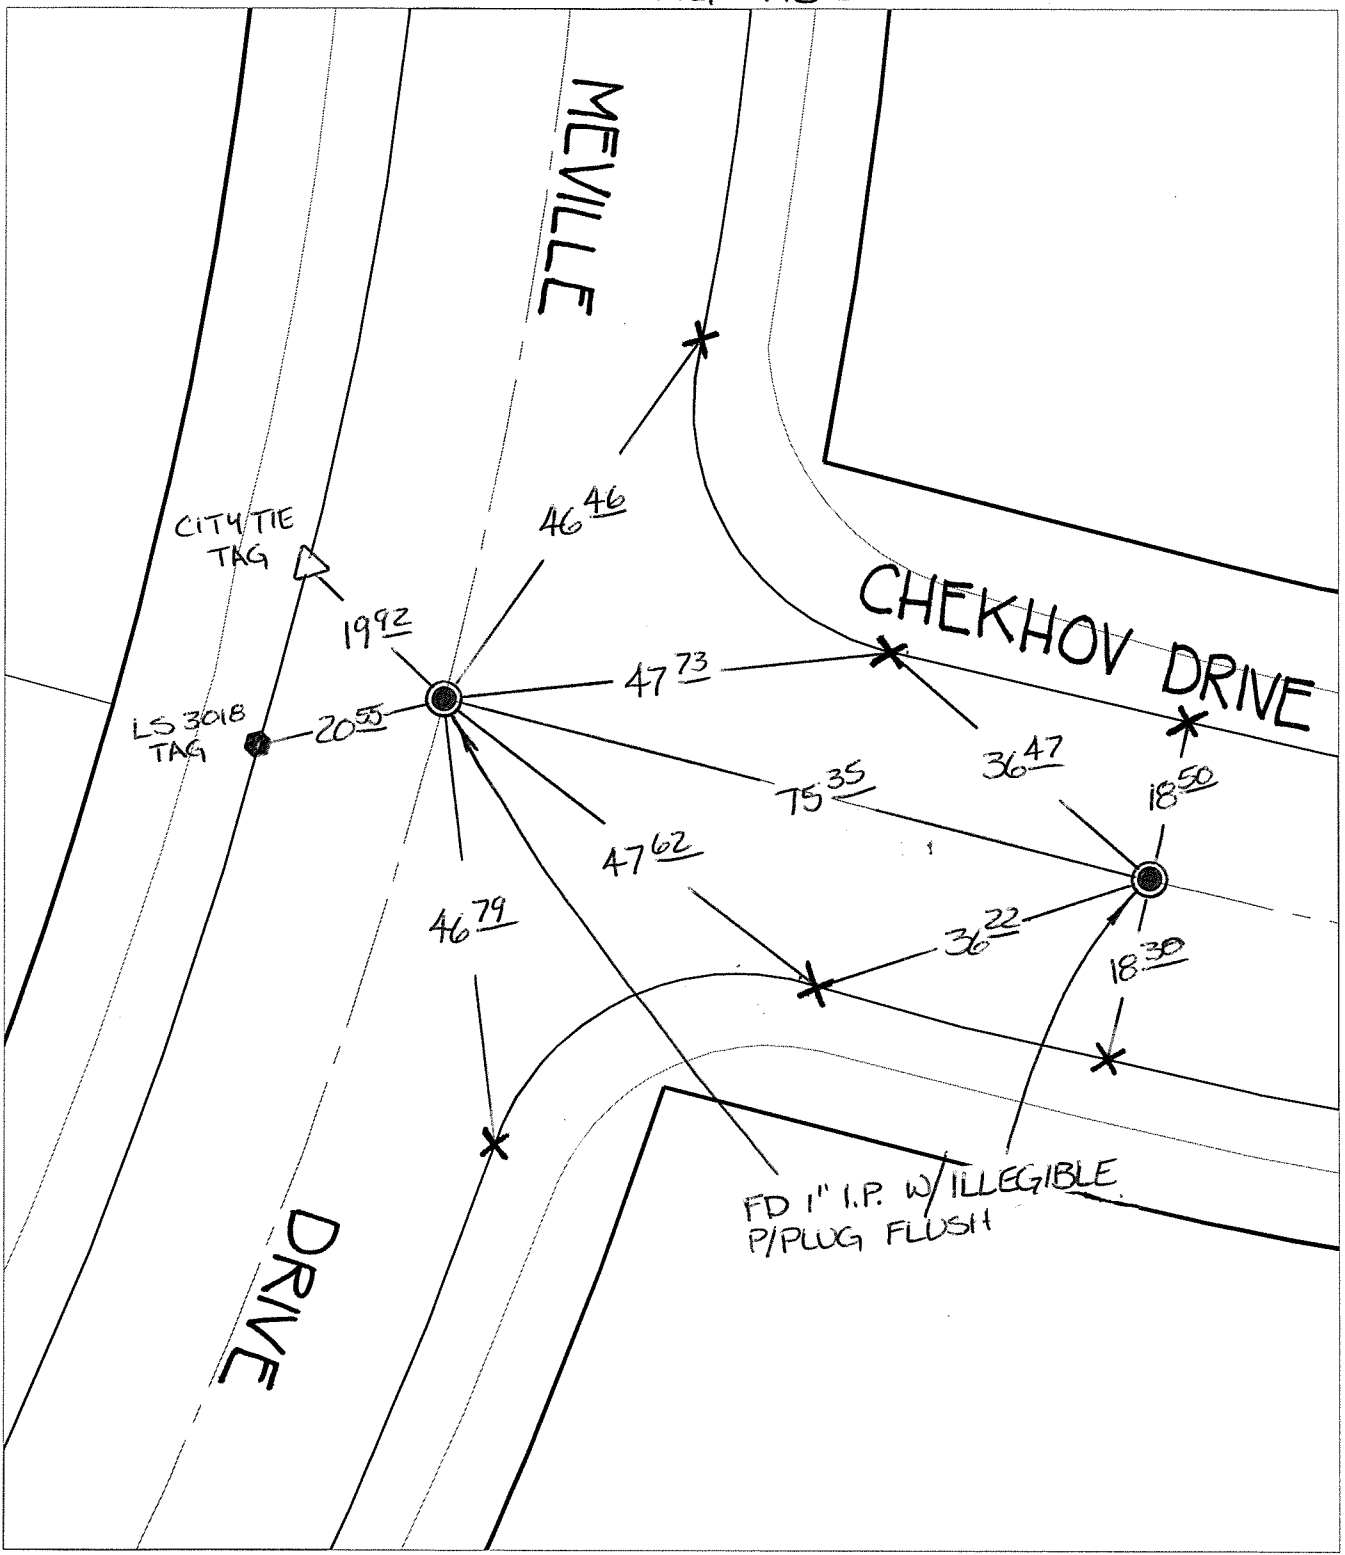 MEVILLE
46 46
CITY TIE
TAG
19 92
CHEKHOV DRIVE
47 73
LS 3018
TAG
20 55
36 47
18 50
75 35
47 62
46 79
36 22
18 30
FD 1" I.P. W/ILLEGIBLE
P/PLUG FLUSH
DRIVE